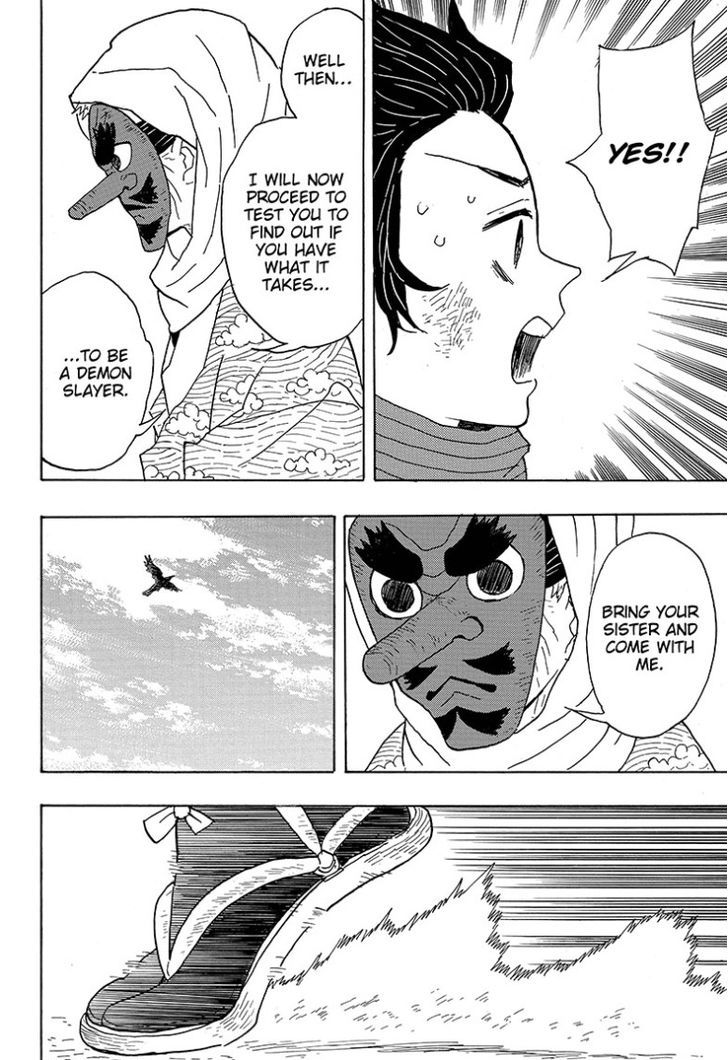 YES!!
WELL
THEN...
I WILL NOW
PROCEED TO
TEST YOU TO
FIND OUT IF
YOU HAVE
WHAT IT
TAKES...
...TO BE
A DEMON
SLAYER.
BRING YOUR
SISTER AND
COME WITH
ME.